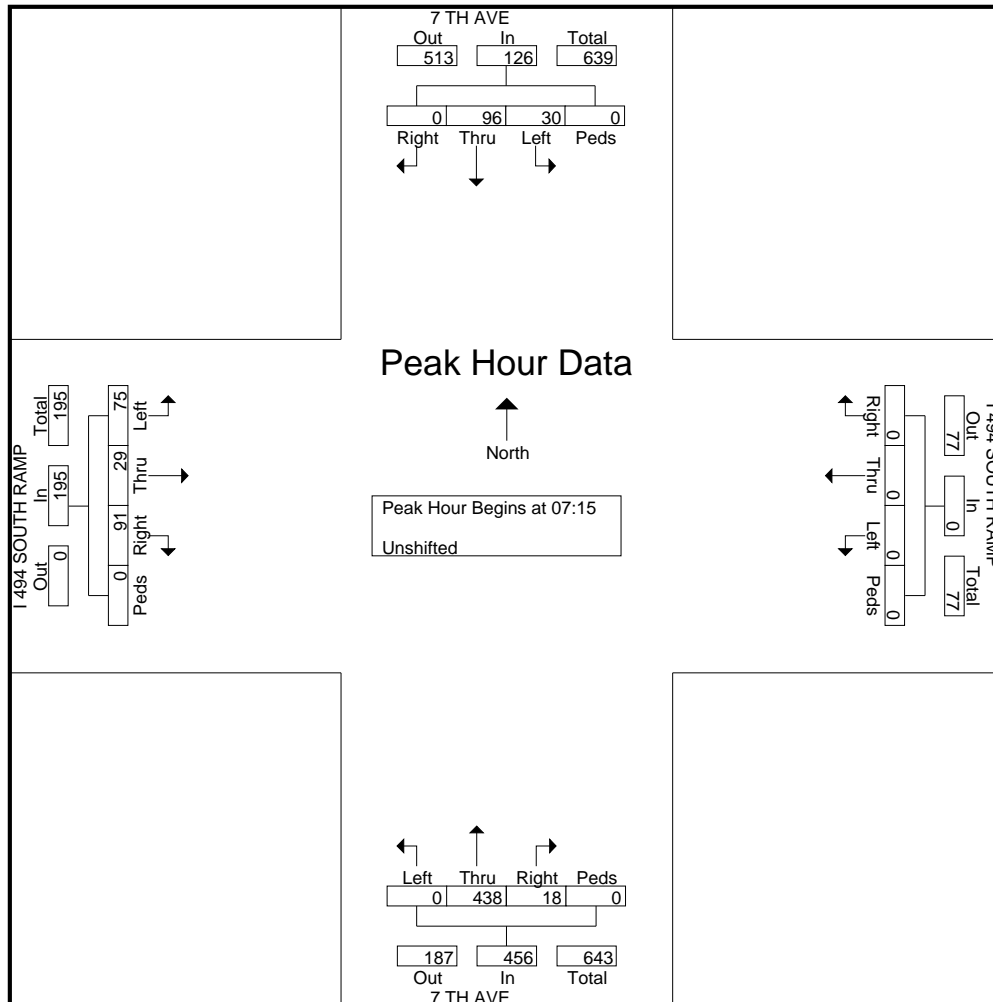 7 TH AVE
Out In Total
513 126 639
0 96 30 0
Right Thru Left Peds
Peak Hour Data
North
Peak Hour Begins at 07:15
Unshifted
I 494 SOUTH RAMP
Total In Out
195 195 0
75 29 91 0
Left Thru Right Peds
I 494 SOUTH RAMP
Out In Total
77 0 77
0 0 0 0
Right Thru Left Peds
Left Thru Right Peds
0 438 18 0
187 456 643
Out In Total
7 TH AVE